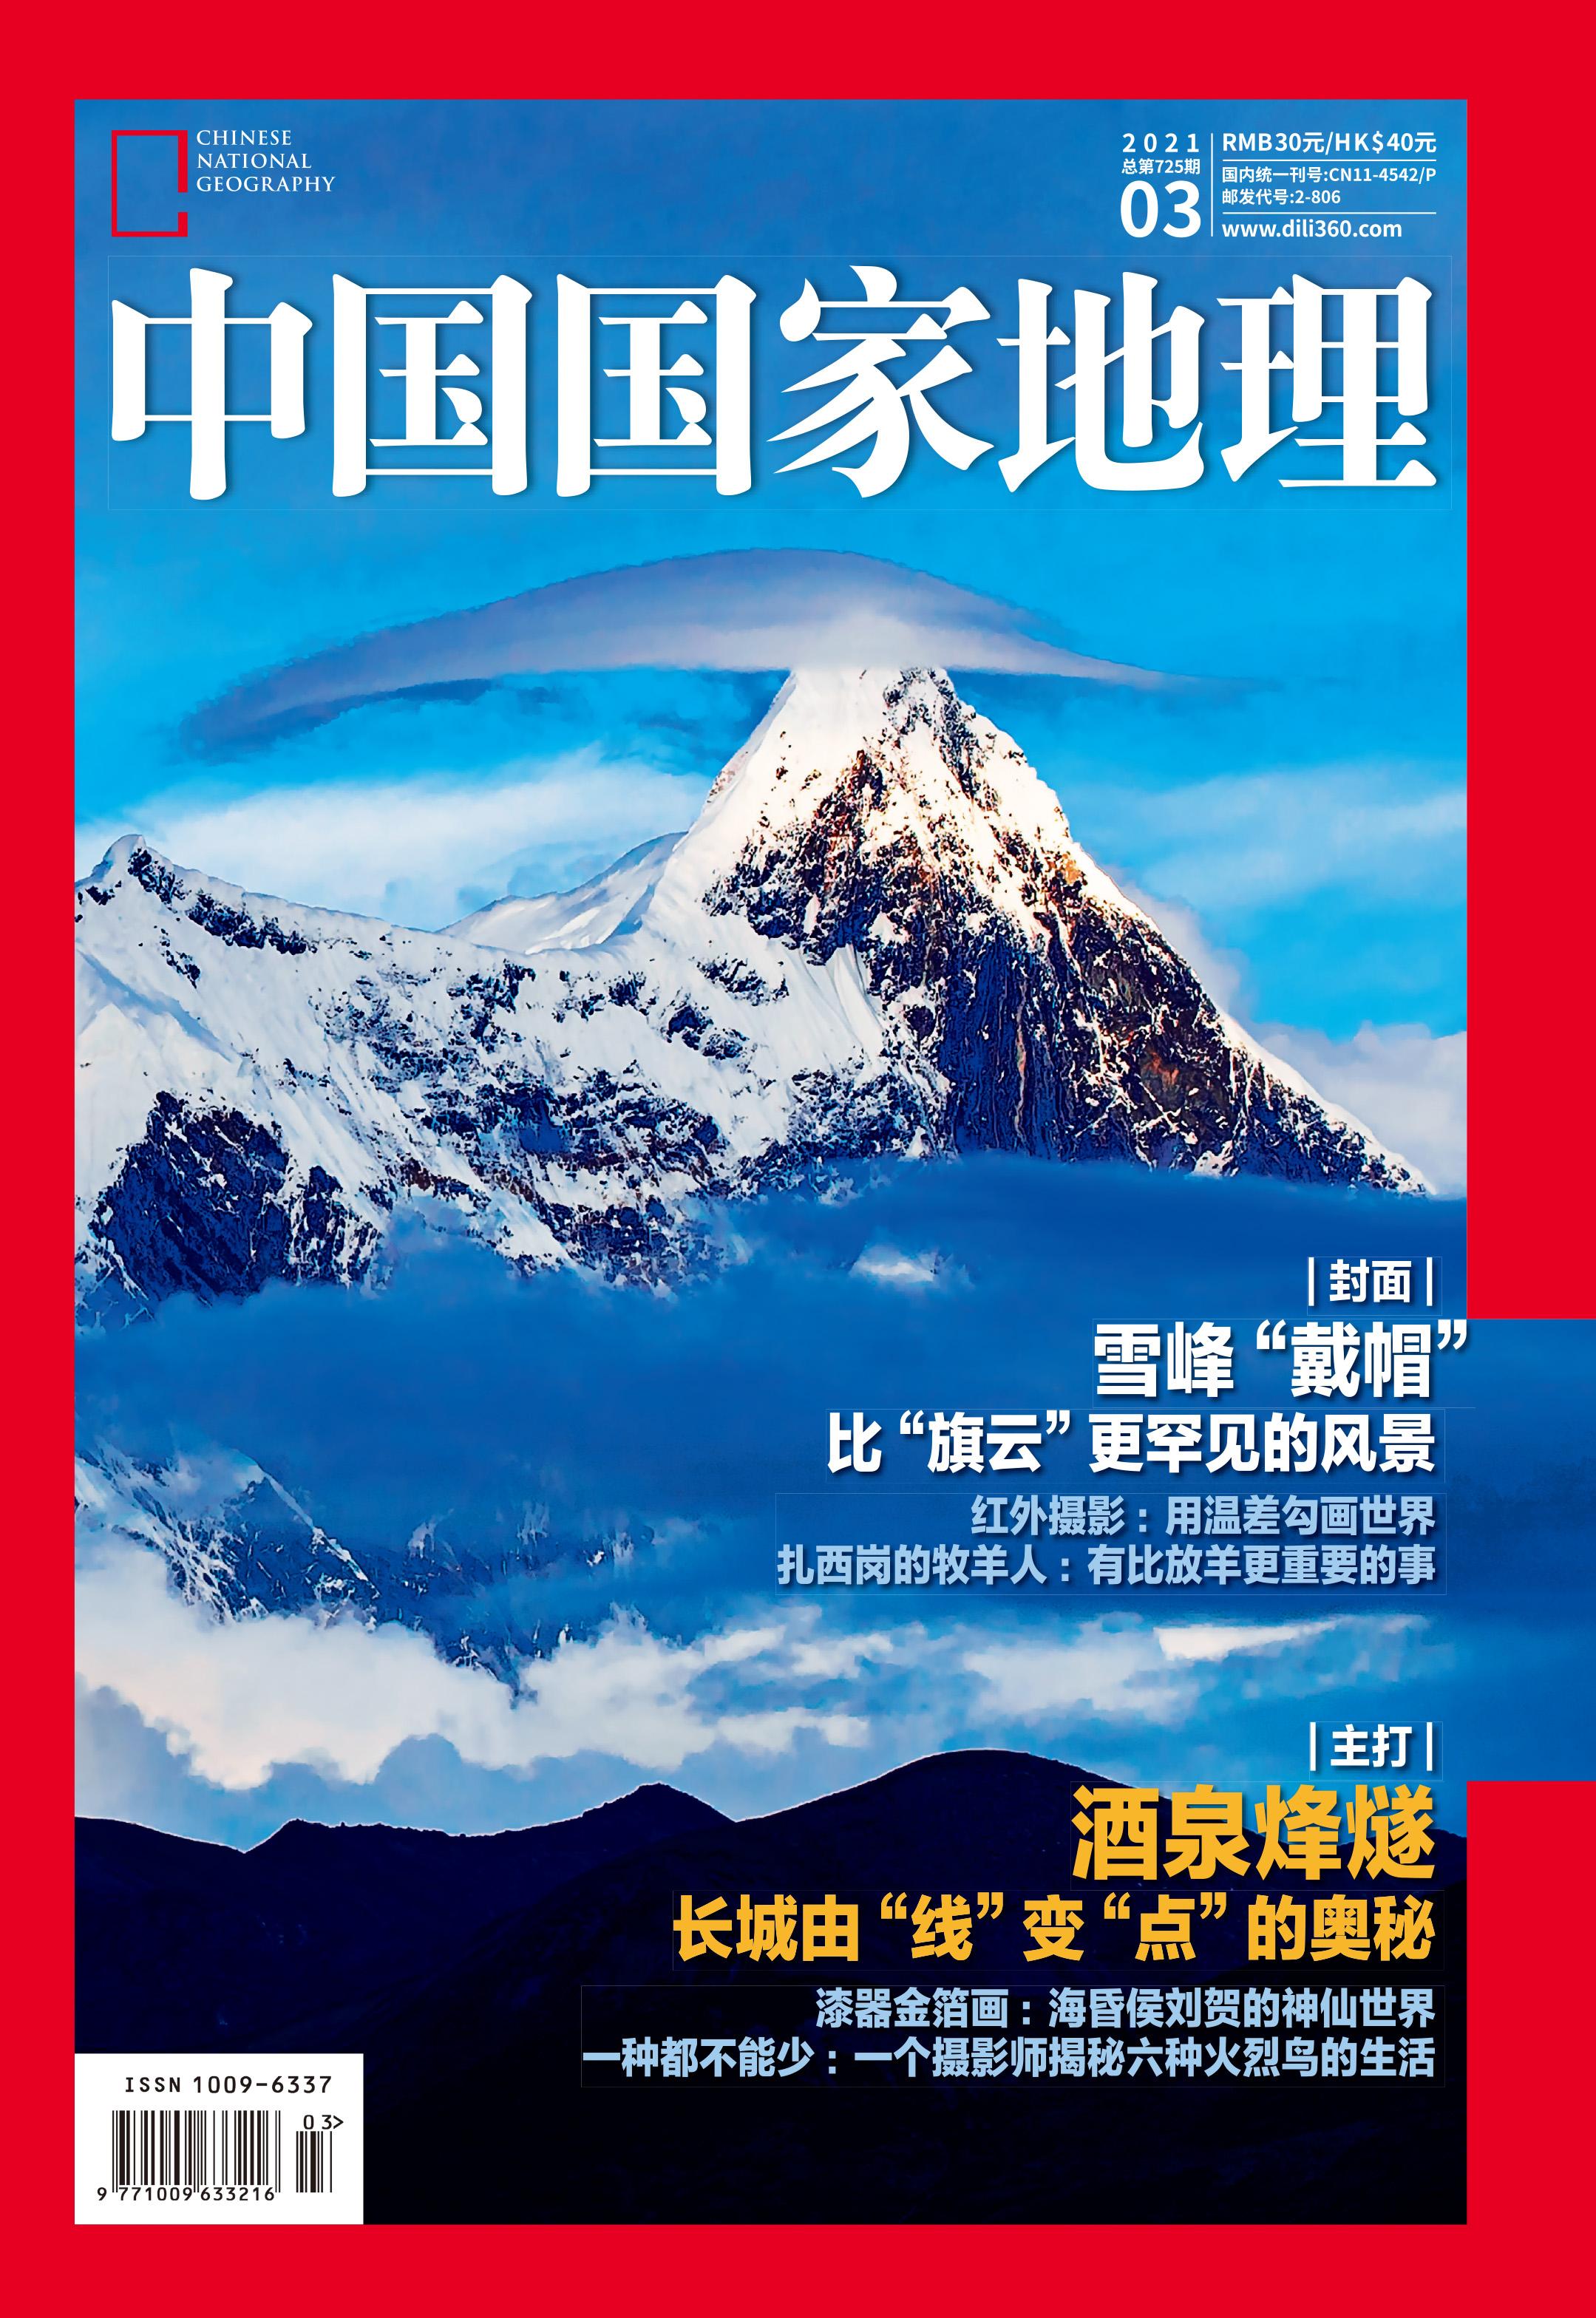 CHINESE
NATIONAL
GEOGRAPHY
2021
总第725期
03
RMB30元/HK$40元
国内统一刊号:CN11-4542/P
邮发代号:2-806
www.dili360.com
中国国家地理
|封面|
雪峰“戴帽”
比“旗云”更罕见的风景
红外摄影：用温差勾画世界
扎西岗的牧羊人：有比放羊更重要的事
|主打|
酒泉烽燧
长城由“线”变“点”的奥秘
漆器金箔画：海昏侯刘贺的神仙世界
一种都不能少：一个摄影师揭秘六种火烈鸟的生活
ISSN 1009-6337
03>
9 771009 633216